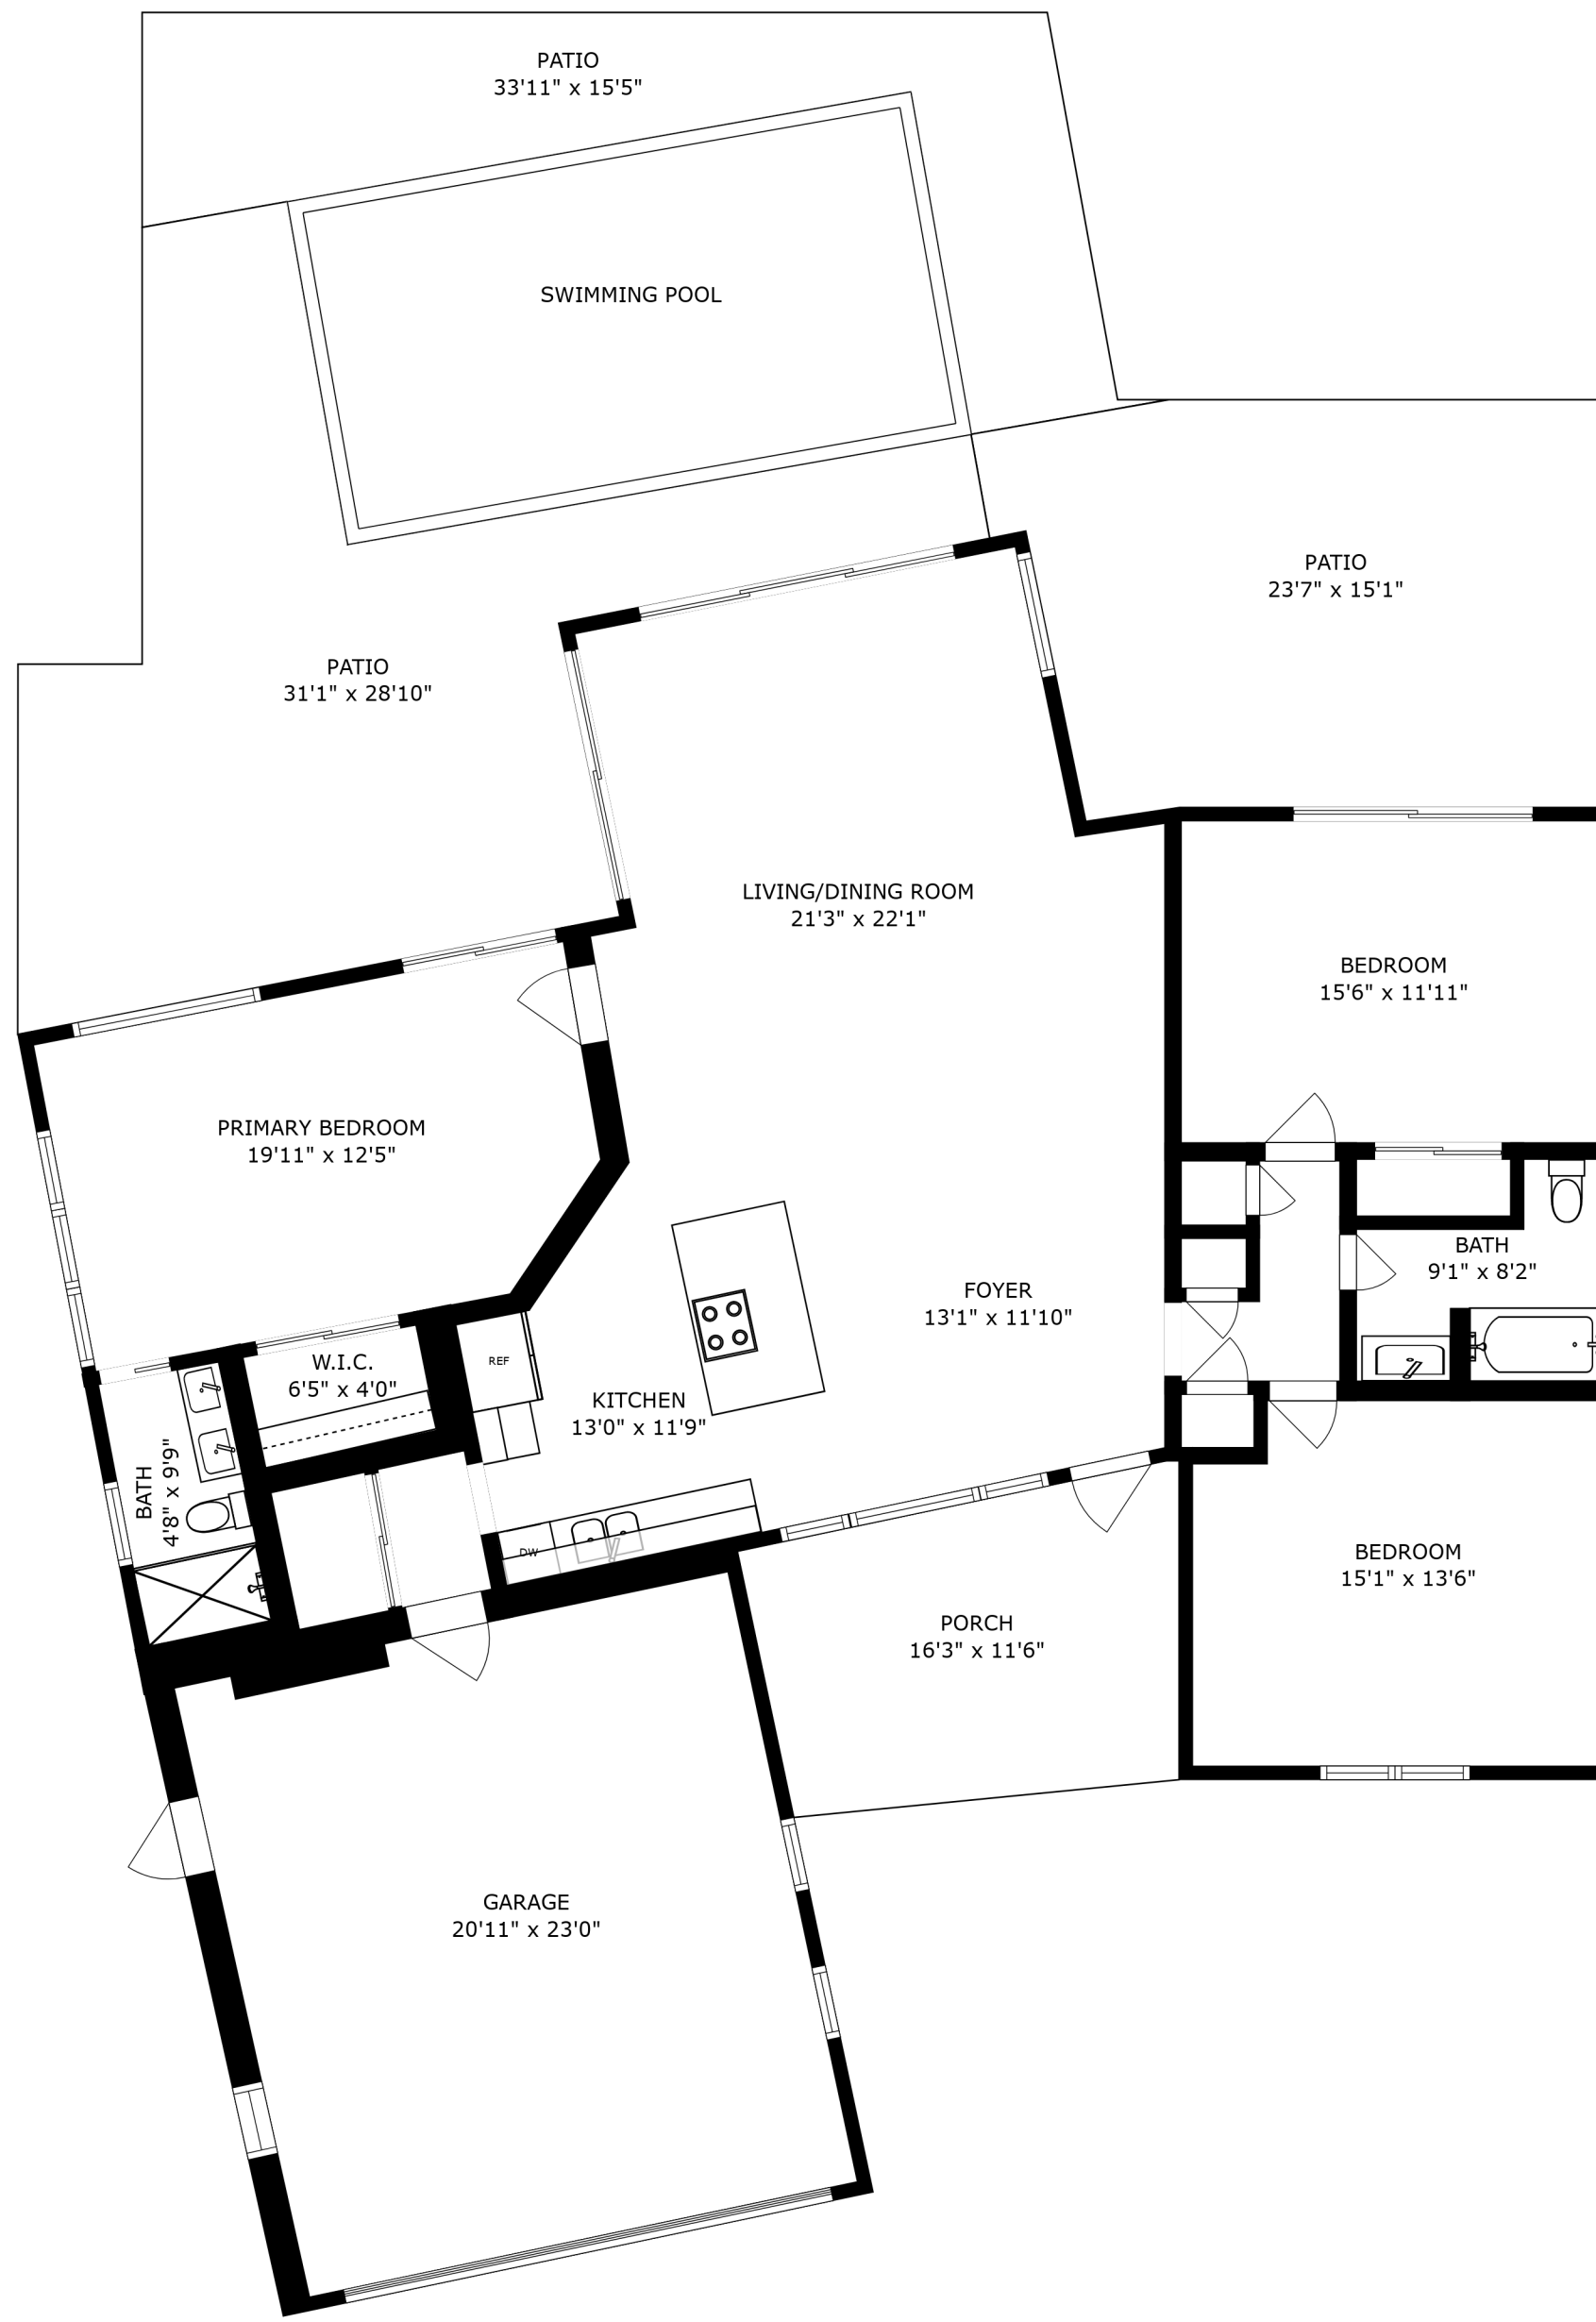 PATIO
33'11" x 15'5"
SWIMMING POOL
PATIO
23'7" x 15'1"
PATIO
31'1" x 28'10"
LIVING/DINING ROOM
21'3" x 22'1"
BEDROOM
15'6" x 11'11"
PRIMARY BEDROOM
19'11" x 12'5"
BATH
9'1" x 8'2"
FOYER
13'1" x 11'10"
W.I.C.
6'5" x 4'0"
REF
KITCHEN
13'0" x 11'9"
BATH
4'8" x 9'9"
DW
BEDROOM
15'1" x 13'6"
PORCH
16'3" x 11'6"
GARAGE
20'11" x 23'0"